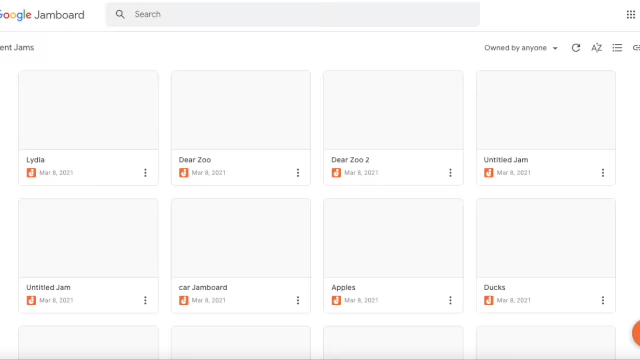 Google Jamboard
Search
ent Jams
Owned by anyone
AZ
Lydia
Mar 8, 2021
Dear Zoo
Mar 8, 2021
Dear Zoo 2
Mar 8, 2021
Untitled Jam
Mar 8, 2021
Untitled Jam
Mar 8, 2021
car Jamboard
Mar 8, 2021
Apples
Mar 8, 2021
Ducks
Mar 8, 2021